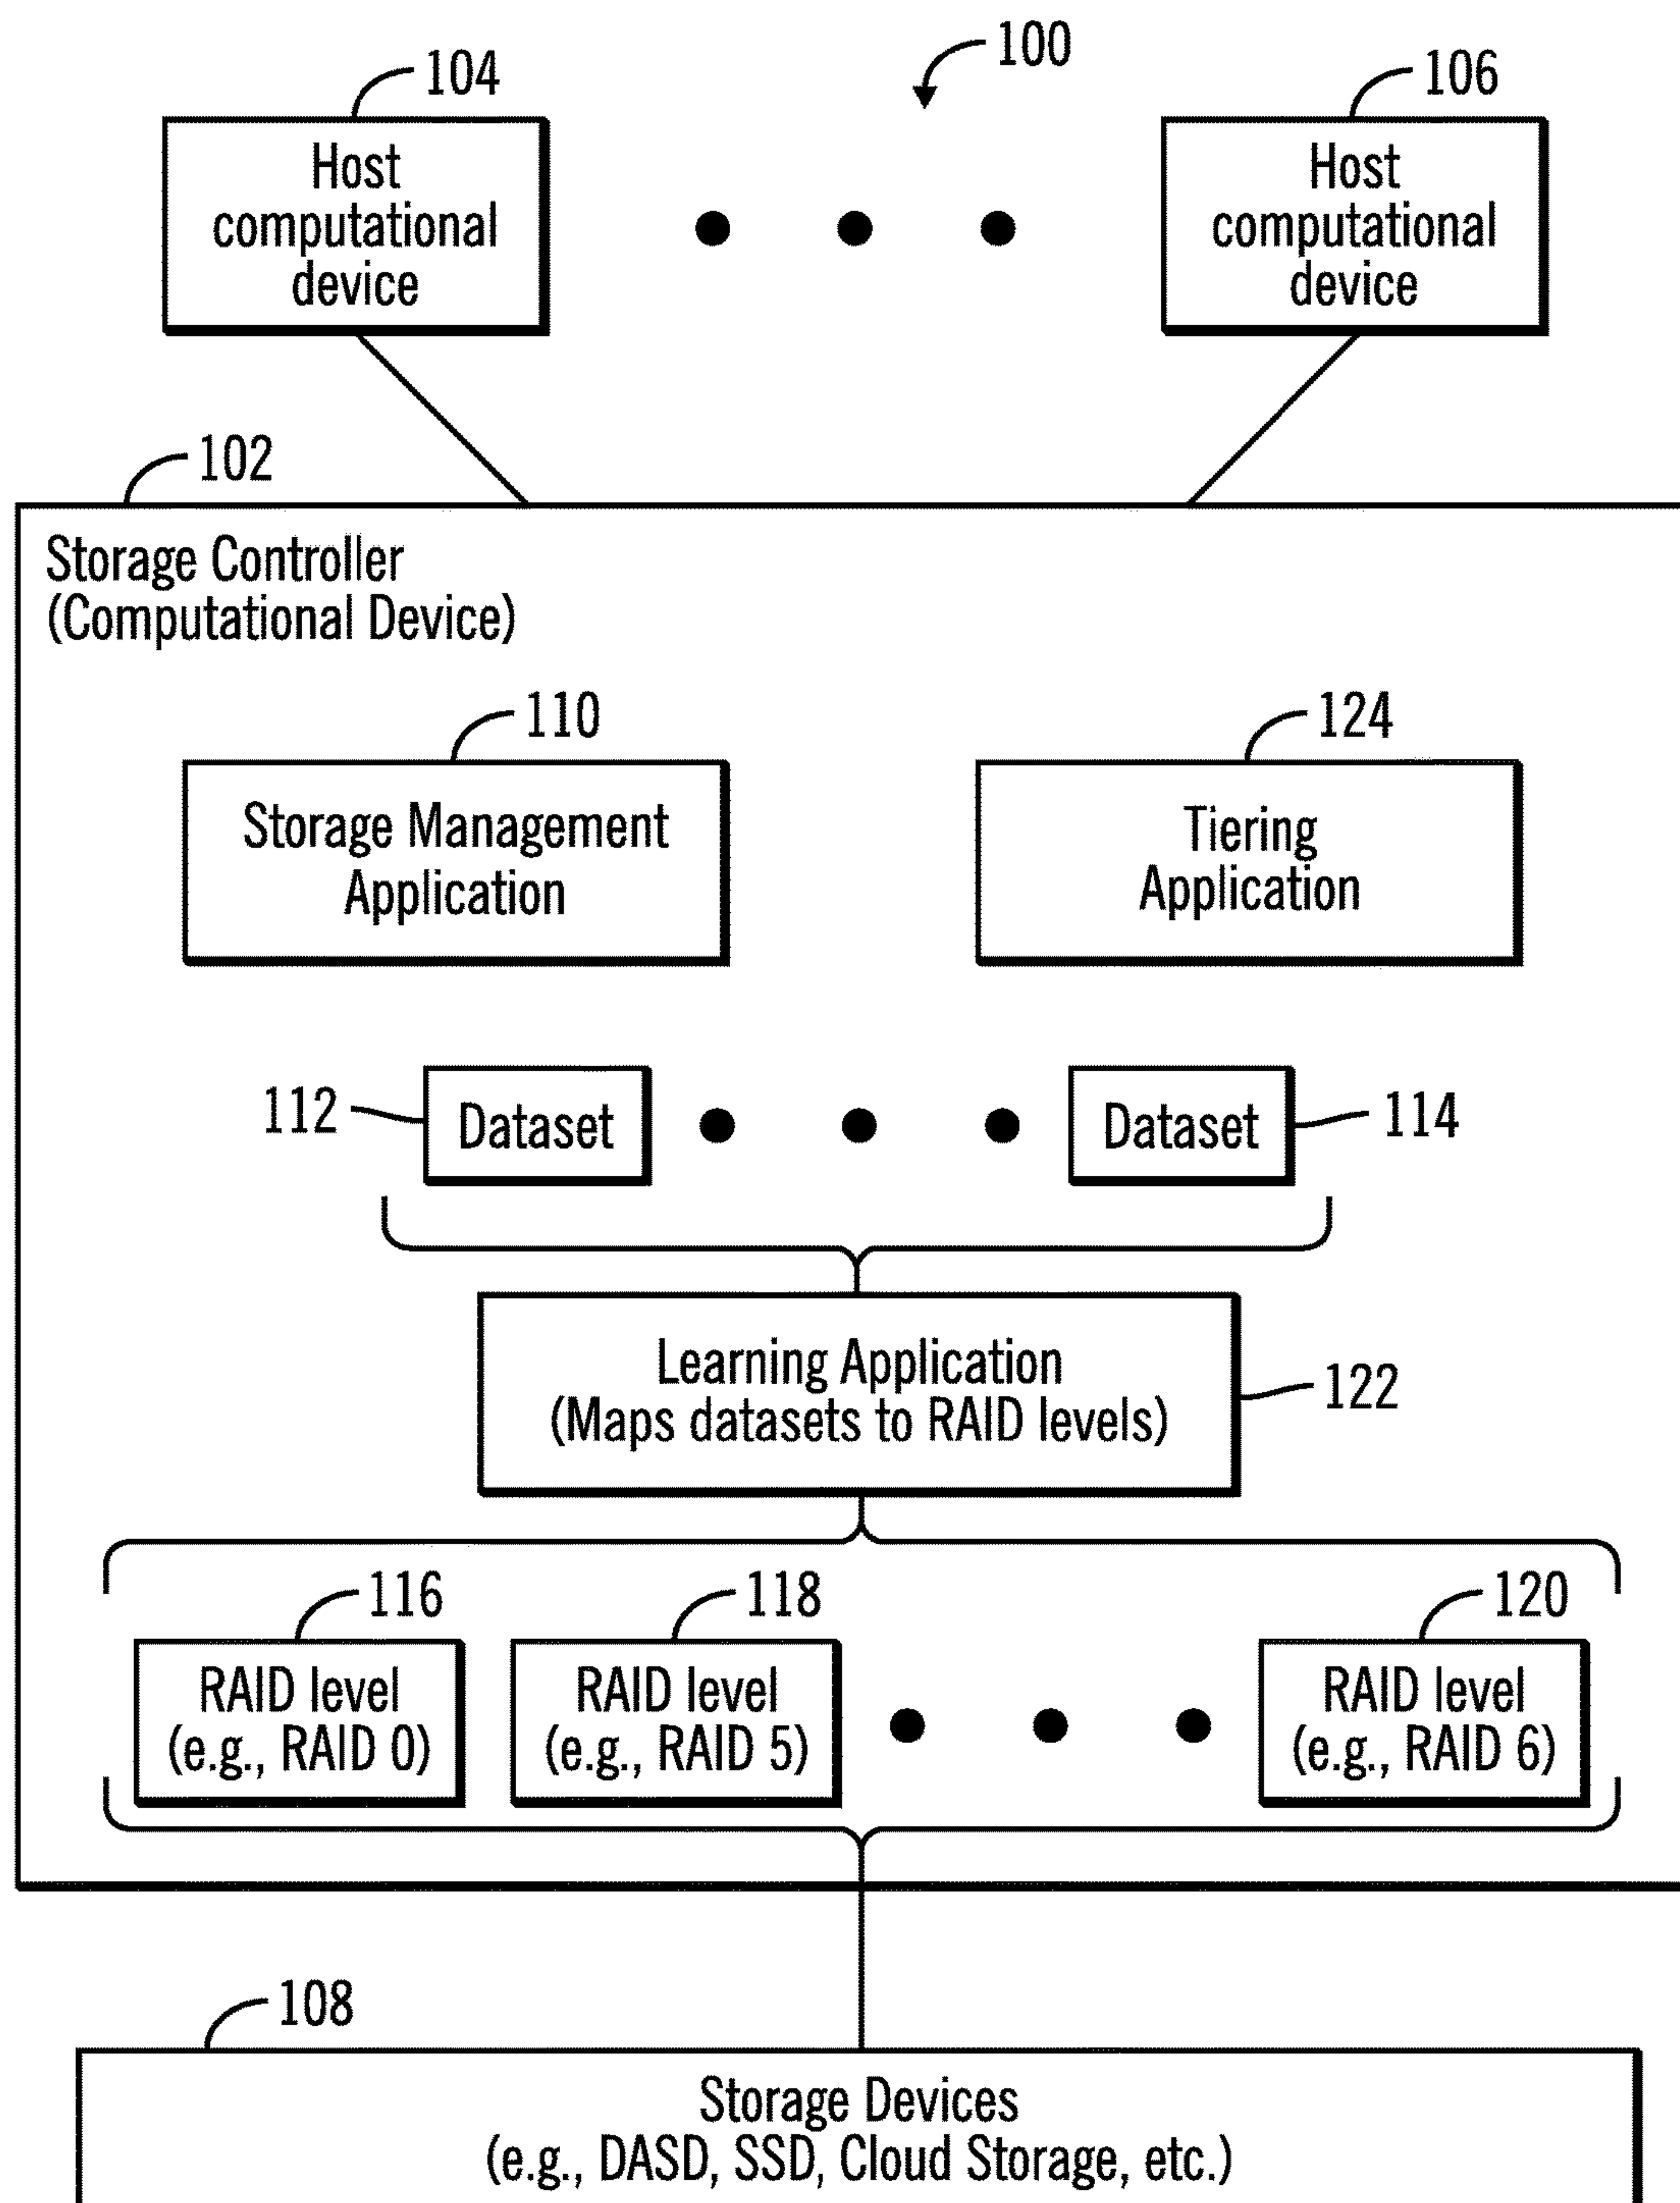 100
104
106
Host
computational
device
Host
computational
device
102
Storage Controller
(Computational Device)
110
124
Storage Management
Application
Tiering
Application
112
Dataset
Dataset
114
Learning Application
(Maps datasets to RAID levels)
122
116
118
120
RAID level
(e.g., RAID 0)
RAID level
(e.g., RAID 5)
RAID level
(e.g., RAID 6)
108
Storage Devices
(e.g., DASD, SSD, Cloud Storage, etc.)